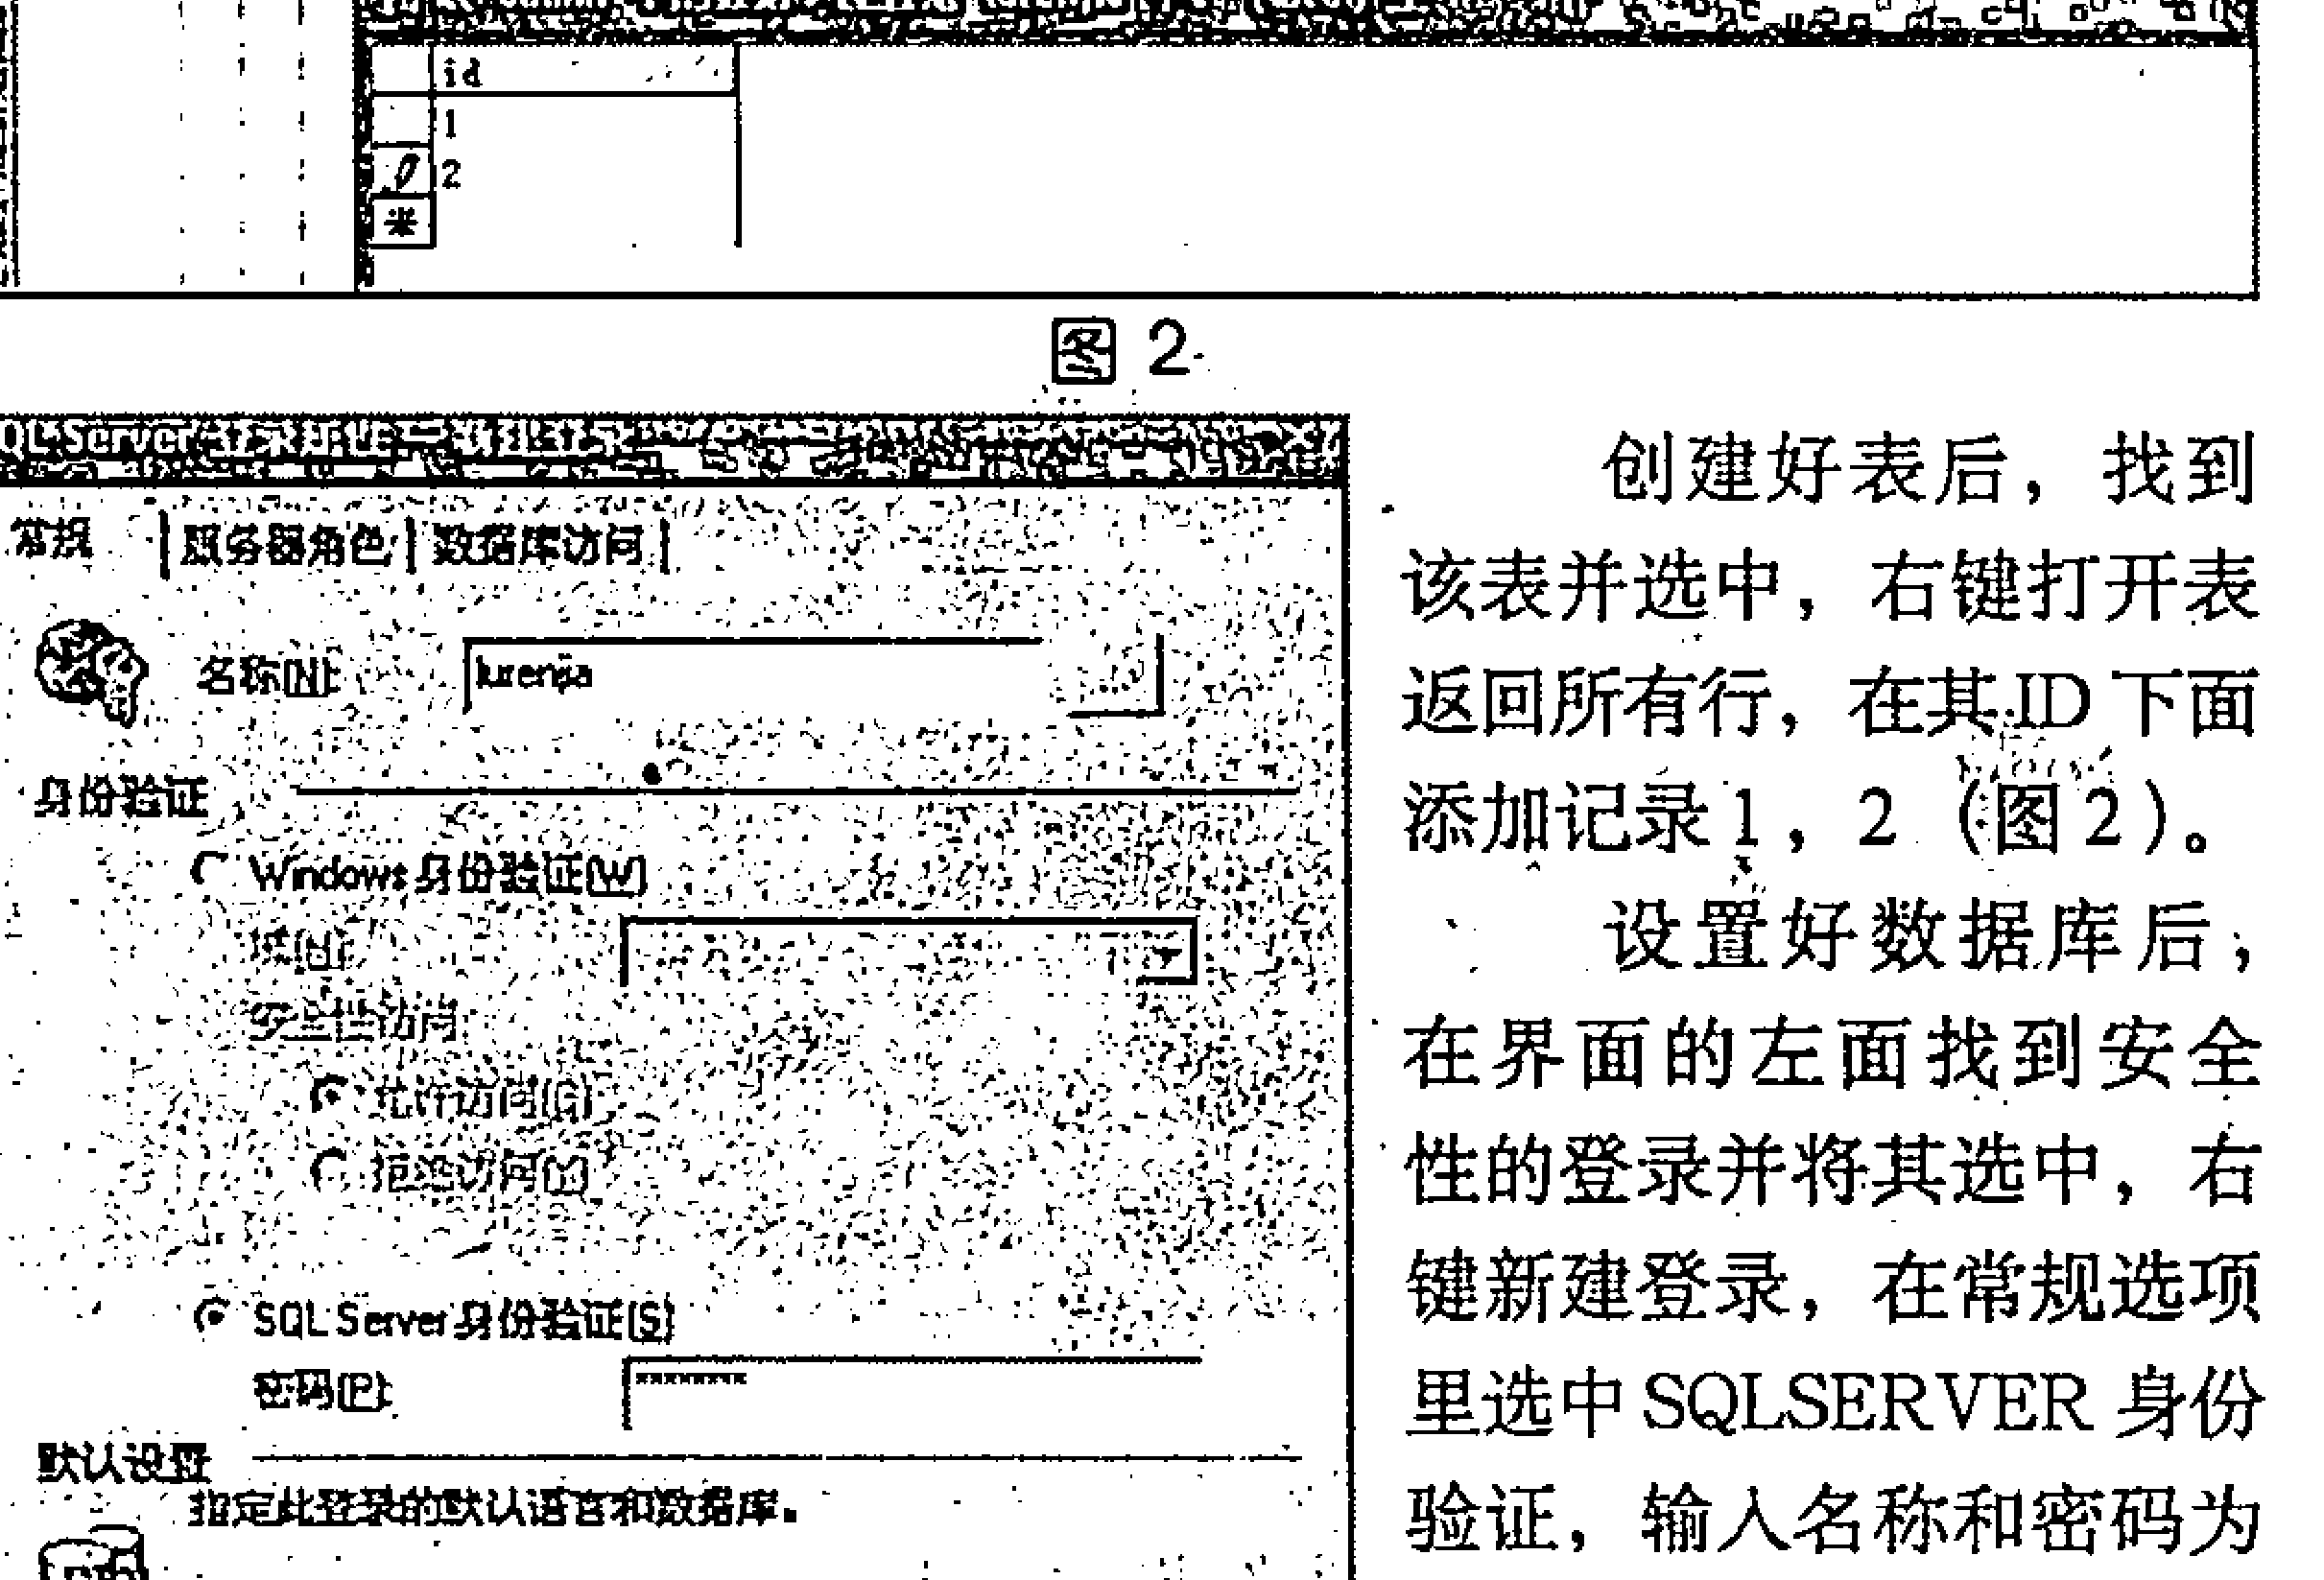 id
1
2
图 2
常规
服务器角色
数据库访问
名称(N):
lurenjia
身份验证
Windows 身份验证(W)
域(D):
安全性访问:
允许访问(G)
拒绝访问(Y)
SQL Server 身份验证(S)
密码(P):
********
默认设置
指定此登录的默认语言和数据库。
创建好表后，找到
该表并选中，右键打开表
返回所有行，在其 ID 下面
添加记录 1，2（图 2）。
设置好数据库后，
在界面的左面找到安全
性的登录并将其选中，右
键新建登录，在常规选项
里选中 SQLSERVER 身份
验证，输入名称和密码为